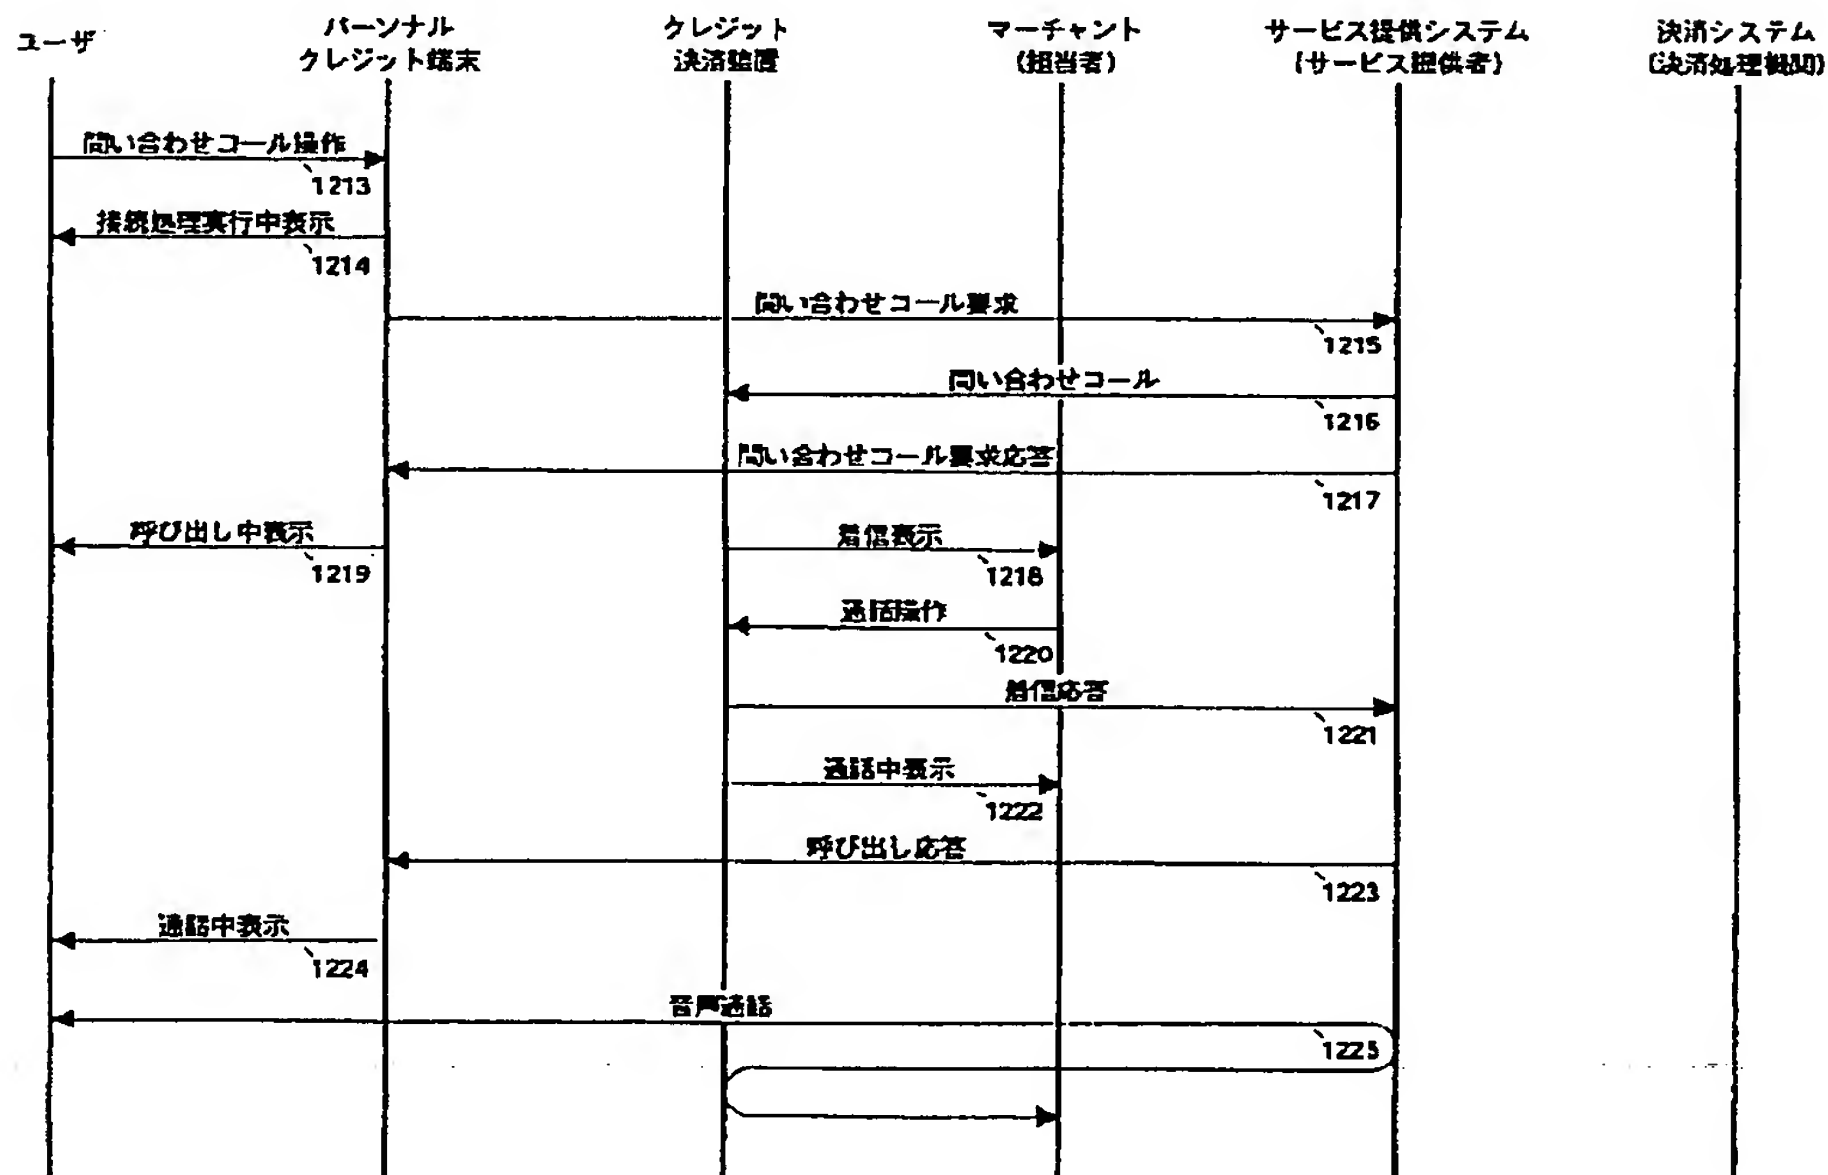 ユーザ
パーソナル
クレジット端末
クレジット
決済装置
マーチャント
(担当者)
サービス提供システム
(サービス提供者)
決済システム
(決済処理機関)
問い合わせコール操作
1213
接続処理実行中表示
1214
問い合わせコール要求
1215
問い合わせコール
1216
問い合わせコール要求応答
1217
呼び出し中表示
1219
着信表示
1218
通話操作
1220
着信応答
1221
通話中表示
1222
呼び出し応答
1223
通話中表示
1224
音声通話
1225